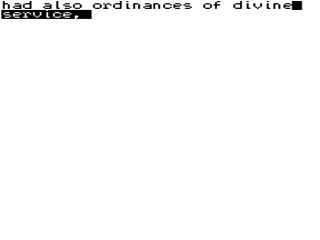 had also ordinances of divine
service,